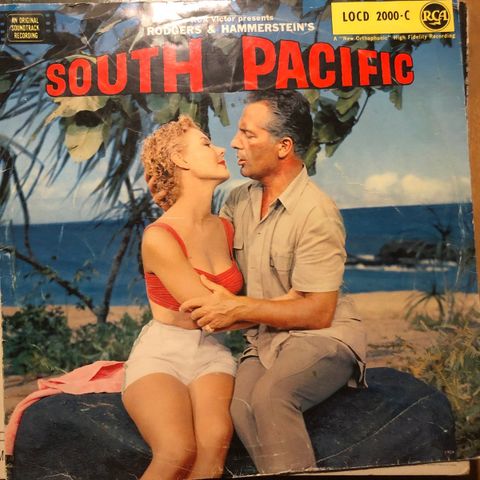 AN ORIGINAL
SOUNDTRACK
RECORDING
RCA Victor presents
RODGERS & HAMMERSTEIN'S
SOUTH PACIFIC
LOCD 2000-C
RCA
A "New Orthophonic" High Fidelity Recording